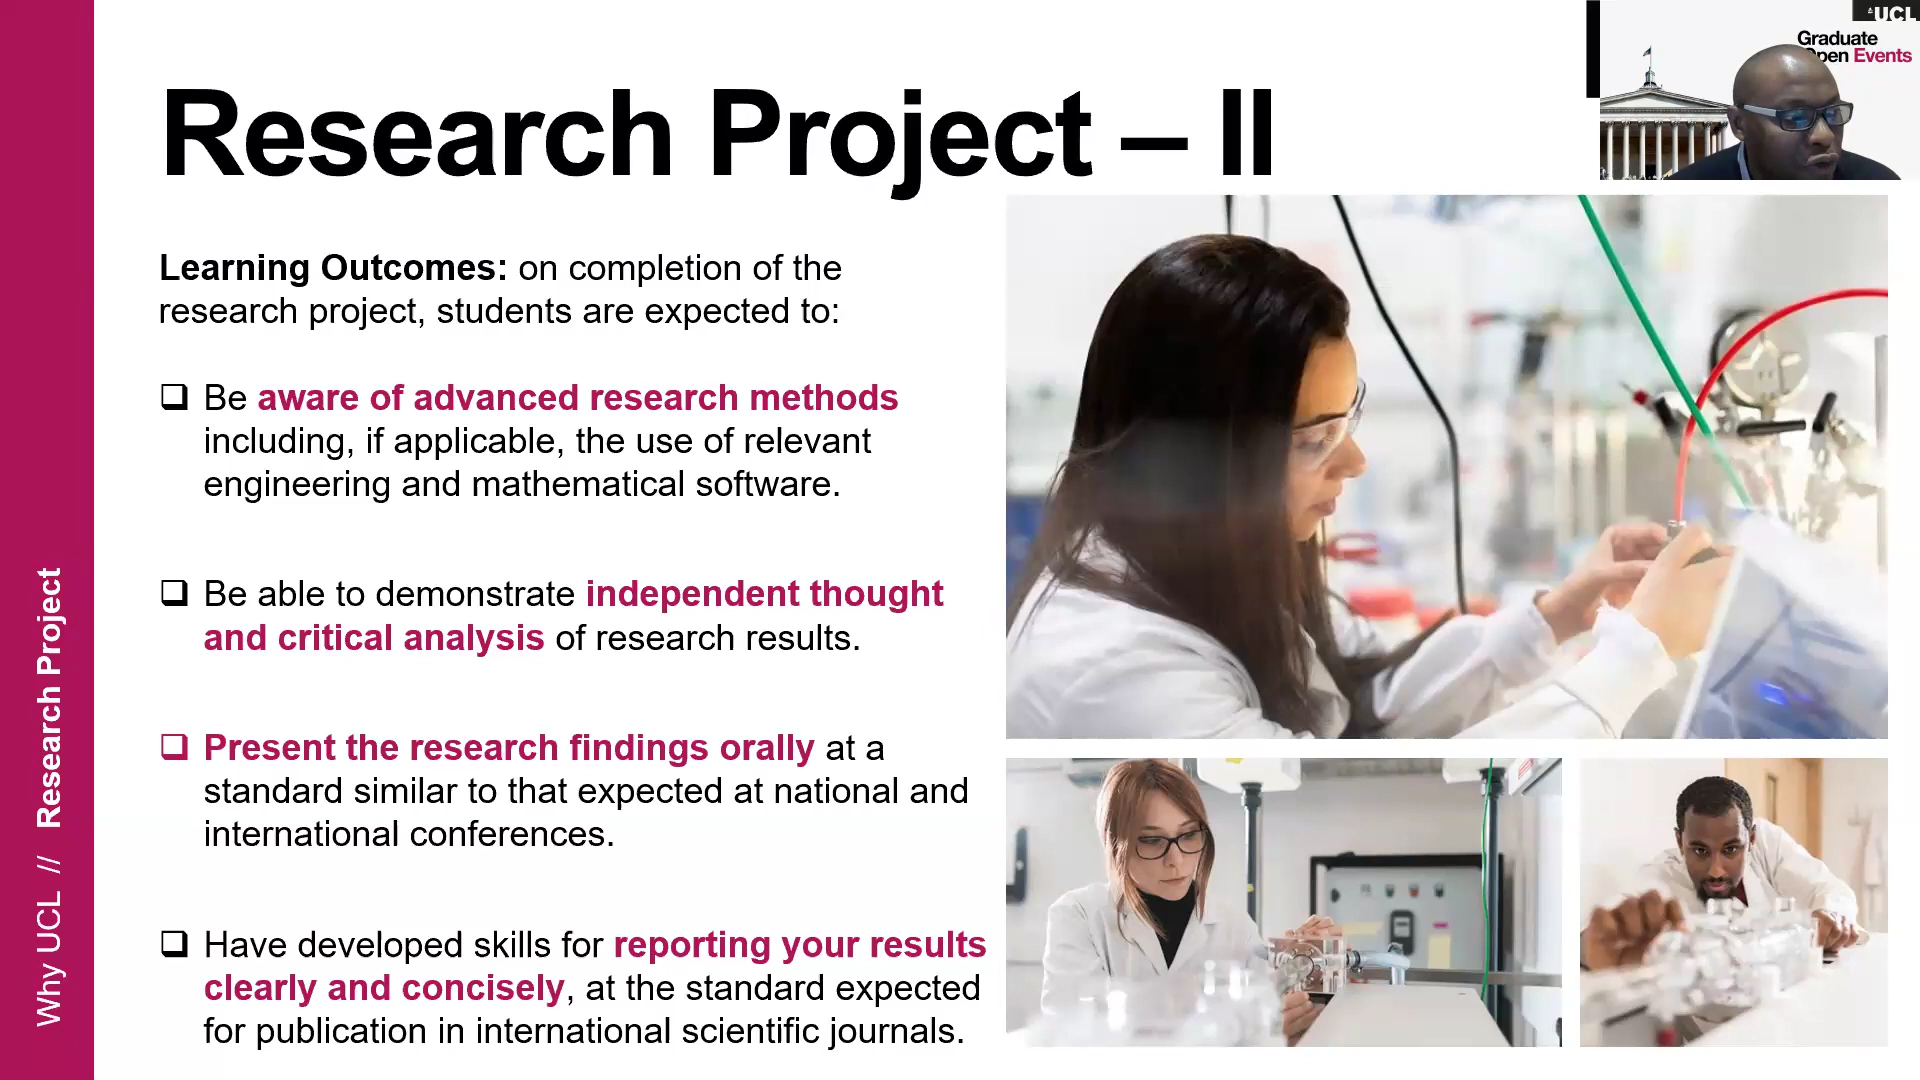 UCL
Graduate
Open Events
Research Project – II
Learning Outcomes: on completion of the
research project, students are expected to:
Be aware of advanced research methods
including, if applicable, the use of relevant
engineering and mathematical software.
Be able to demonstrate independent thought
and critical analysis of research results.
Present the research findings orally at a
standard similar to that expected at national and
international conferences.
Have developed skills for reporting your results
clearly and concisely, at the standard expected
for publication in international scientific journals.
Why UCL // Research Project